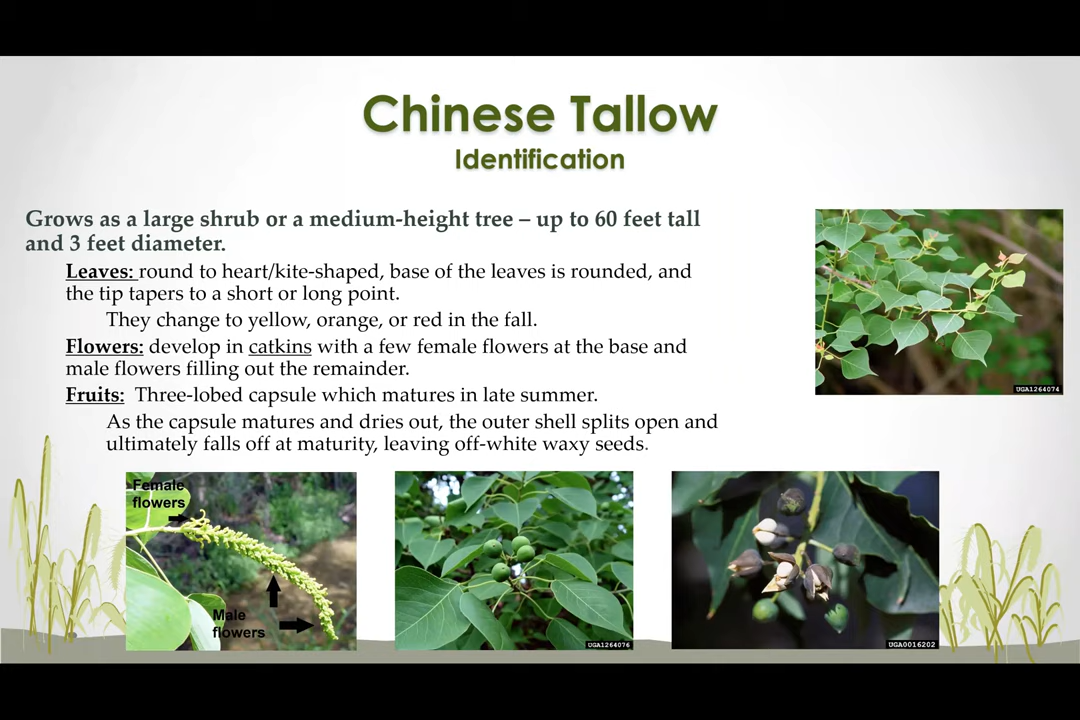 Chinese Tallow
Identification
Grows as a large shrub or a medium-height tree – up to 60 feet tall
and 3 feet diameter.
Leaves: round to heart/kite-shaped, base of the leaves is rounded, and
the tip tapers to a short or long point.
They change to yellow, orange, or red in the fall.
Flowers: develop in catkins with a few female flowers at the base and
male flowers filling out the remainder.
Fruits: Three-lobed capsule which matures in late summer.
As the capsule matures and dries out, the outer shell splits open and
ultimately falls off at maturity, leaving off-white waxy seeds.
UGA1264074
Female
flowers
Male
flowers
UGA1264076
UGA0016202